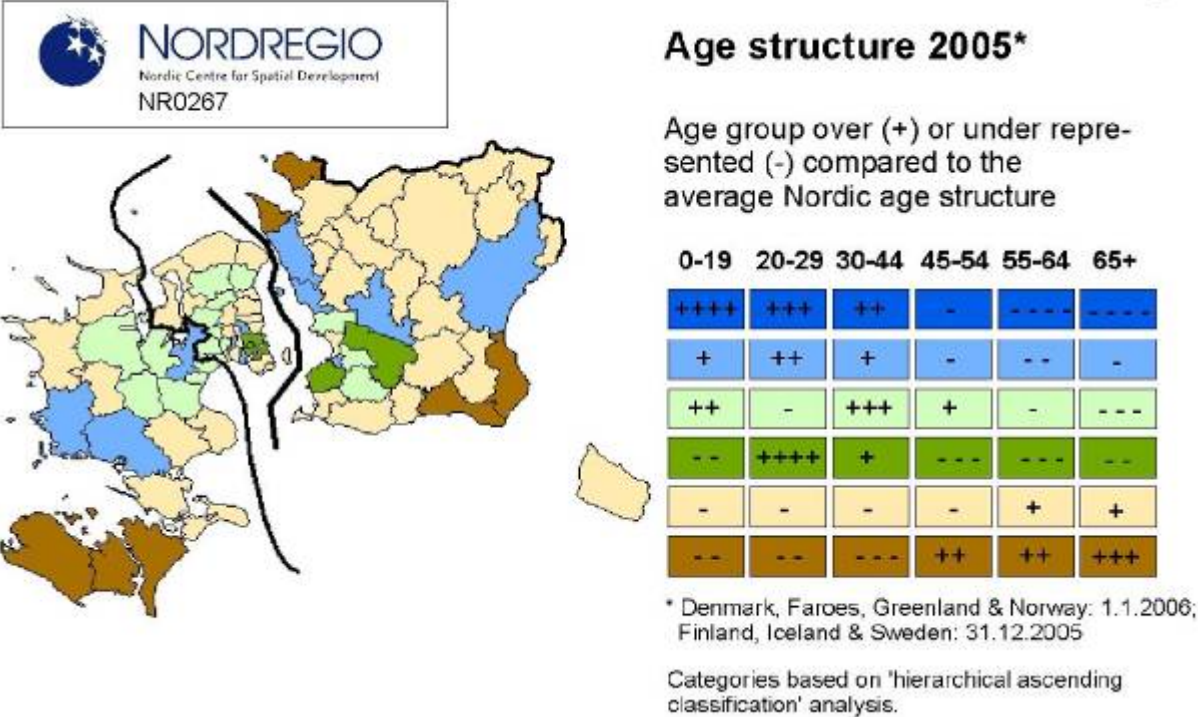 NORDREGIO
Nordic Centre for Spatial Development
NR0267
Age structure 2005*
Age group over (+) or under repre-
sented (-) compared to the
average Nordic age structure
0-19 20-29 30-44 45-54 55-64 65+
++++ +++ ++ - ---- ----
+ ++ + - -- -
++ - +++ + - ---
-- ++++ + --- --- --
- - - - + +
-- -- --- ++ ++ +++
* Denmark, Faroes, Greenland & Norway: 1.1.2006;
Finland, Iceland & Sweden: 31.12.2005
Categories based on 'hierarchical ascending
classification' analysis.